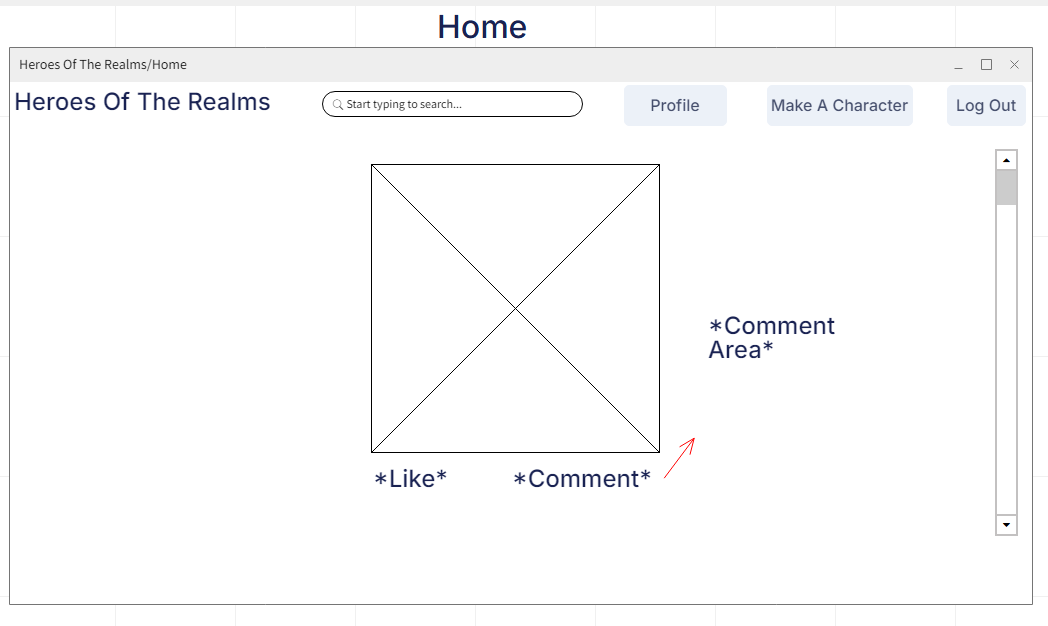 Home
Heroes Of The Realms/Home
Heroes Of The Realms
Start typing to search...
Profile
Make A Character
Log Out
*Comment
Area*
*Like*
*Comment*